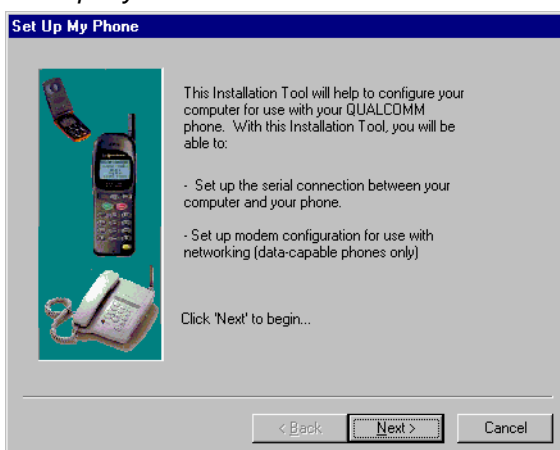 Set Up My Phone
This Installation Tool will help to configure your
computer for use with your QUALCOMM
phone. With this Installation Tool, you will be
able to:
- Set up the serial connection between your
computer and your phone.
- Set up modem configuration for use with
networking (data-capable phones only)
Click 'Next' to begin...
< Back
Next >
Cancel